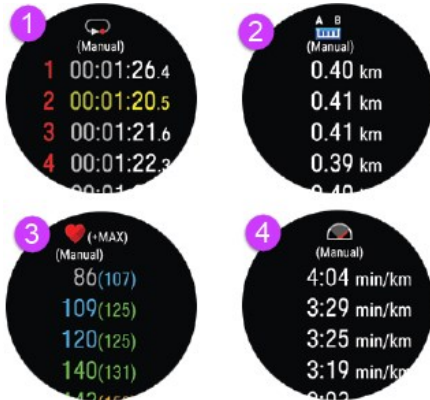 1
(Manual)
1 00:01:26.4
2 00:01:20.5
3 00:01:21.6
4 00:01:22.3
2
A B
(Manual)
0.40 km
0.41 km
0.41 km
0.39 km
3
(+MAX)
(Manual)
86(107)
109(125)
120(125)
140(131)
4
(Manual)
4:04 min/km
3:29 min/km
3:25 min/km
3:19 min/km